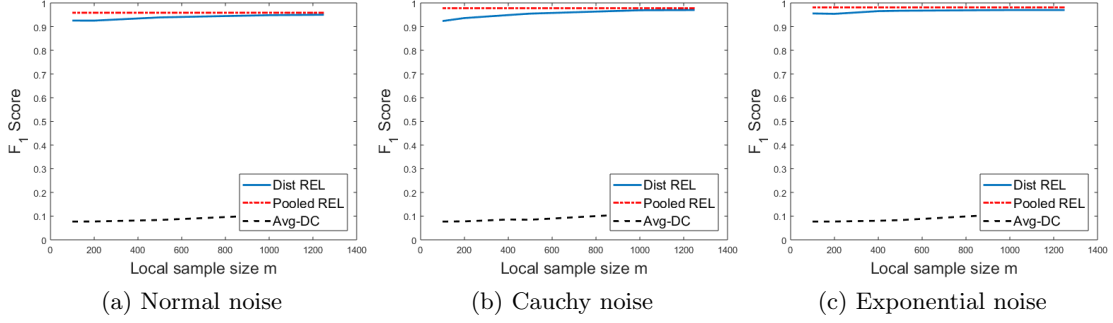 1
0.9
0.8
0.7
0.6
0.5
0.4
0.3
0.2
0.1
0
F1 Score
Dist REL
Pooled REL
Avg-DC
0 200 400 600 800 1000 1200 1400
Local sample size m
(a) Normal noise
1
0.9
0.8
0.7
0.6
0.5
0.4
0.3
0.2
0.1
0
F1 Score
Dist REL
Pooled REL
Avg-DC
0 200 400 600 800 1000 1200 1400
Local sample size m
(b) Cauchy noise
1
0.9
0.8
0.7
0.6
0.5
0.4
0.3
0.2
0.1
0
F1 Score
Dist REL
Pooled REL
Avg-DC
0 200 400 600 800 1000 1200 1400
Local sample size m
(c) Exponential noise